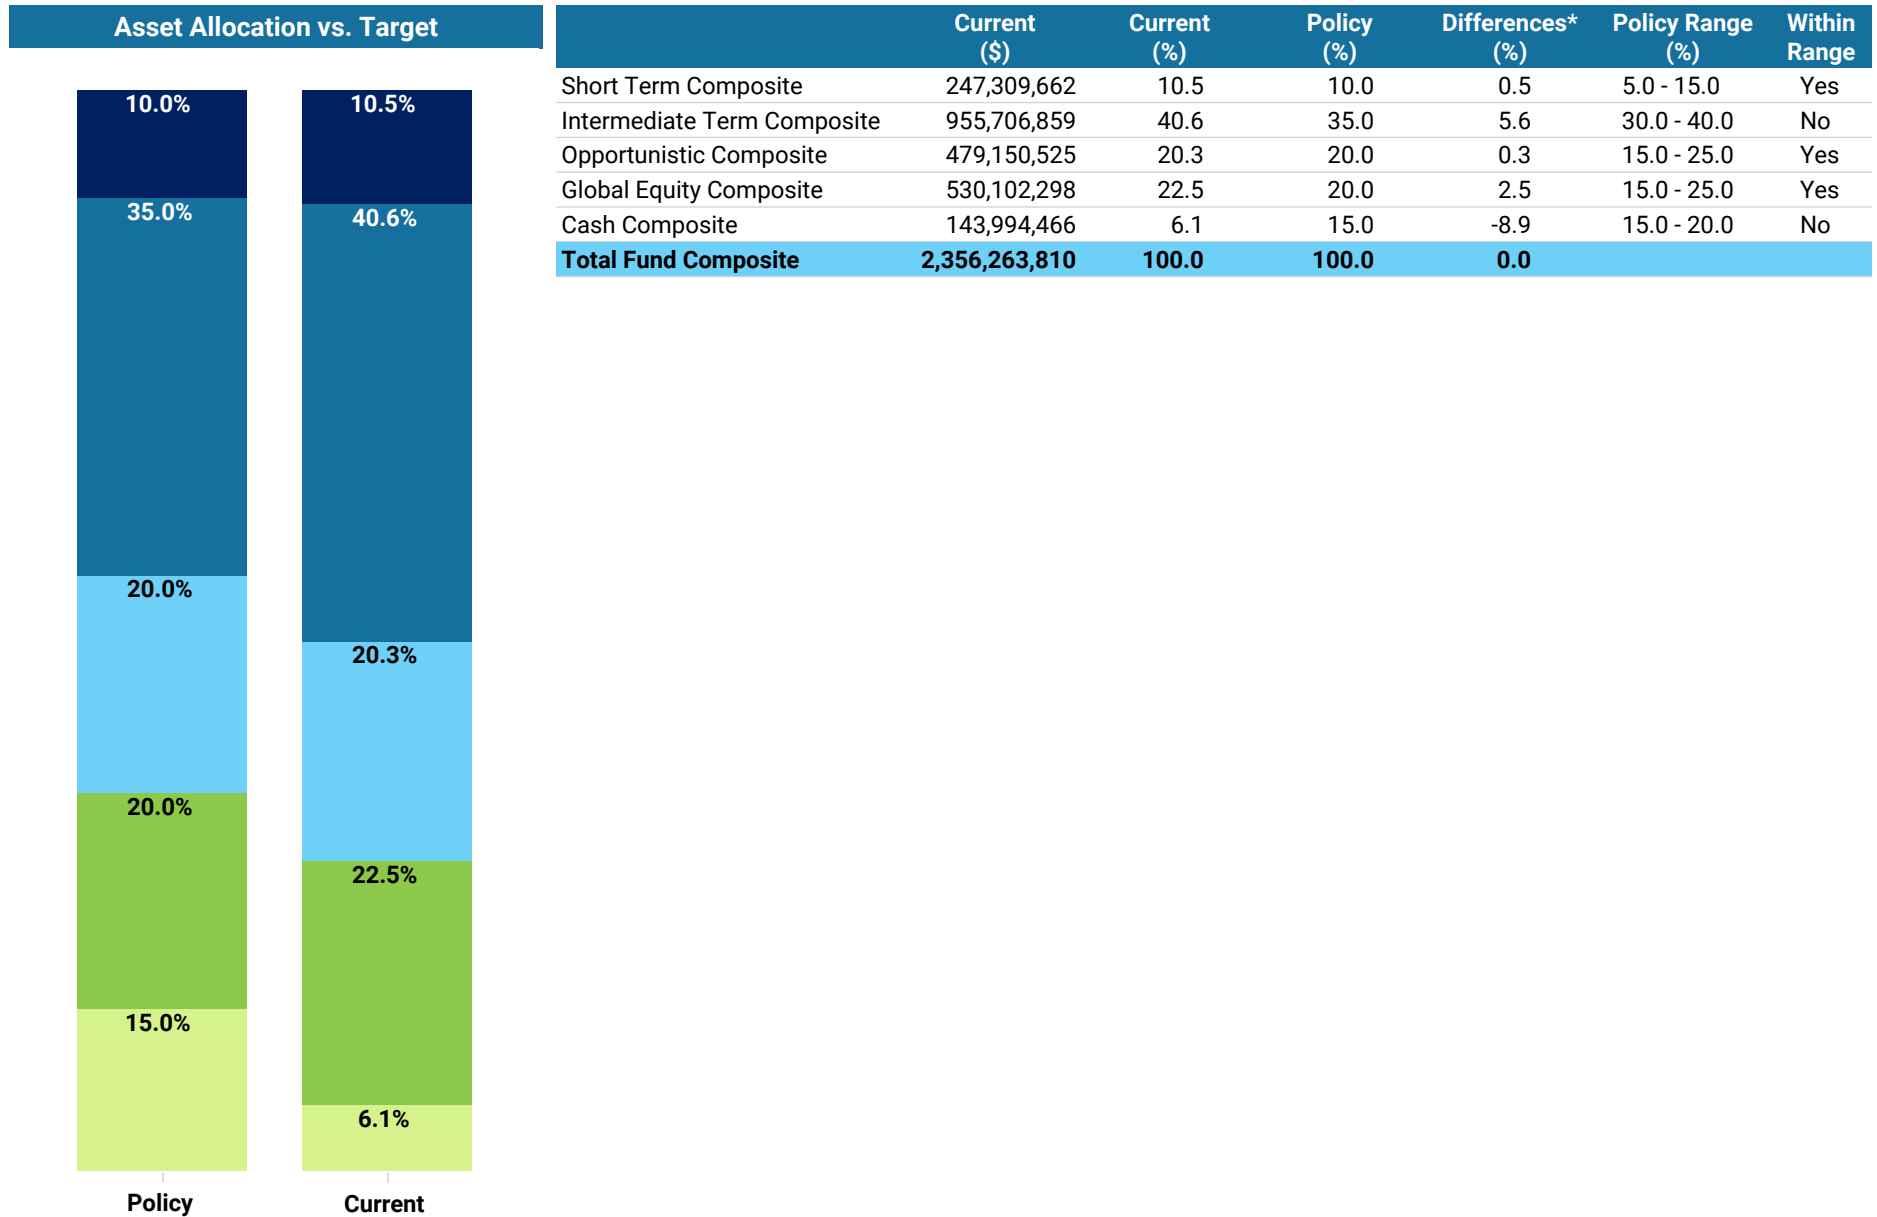 Asset Allocation vs. Target
10.0%
35.0%
20.0%
20.0%
15.0%
10.5%
40.6%
20.3%
22.5%
6.1%
Policy
Current
Current ($) Current (%) Policy (%) Differences* (%) Policy Range (%) Within Range
Short Term Composite 247,309,662 10.5 10.0 0.5 5.0 - 15.0 Yes
Intermediate Term Composite 955,706,859 40.6 35.0 5.6 30.0 - 40.0 No
Opportunistic Composite 479,150,525 20.3 20.0 0.3 15.0 - 25.0 Yes
Global Equity Composite 530,102,298 22.5 20.0 2.5 15.0 - 25.0 Yes
Cash Composite 143,994,466 6.1 15.0 -8.9 15.0 - 20.0 No
Total Fund Composite 2,356,263,810 100.0 100.0 0.0